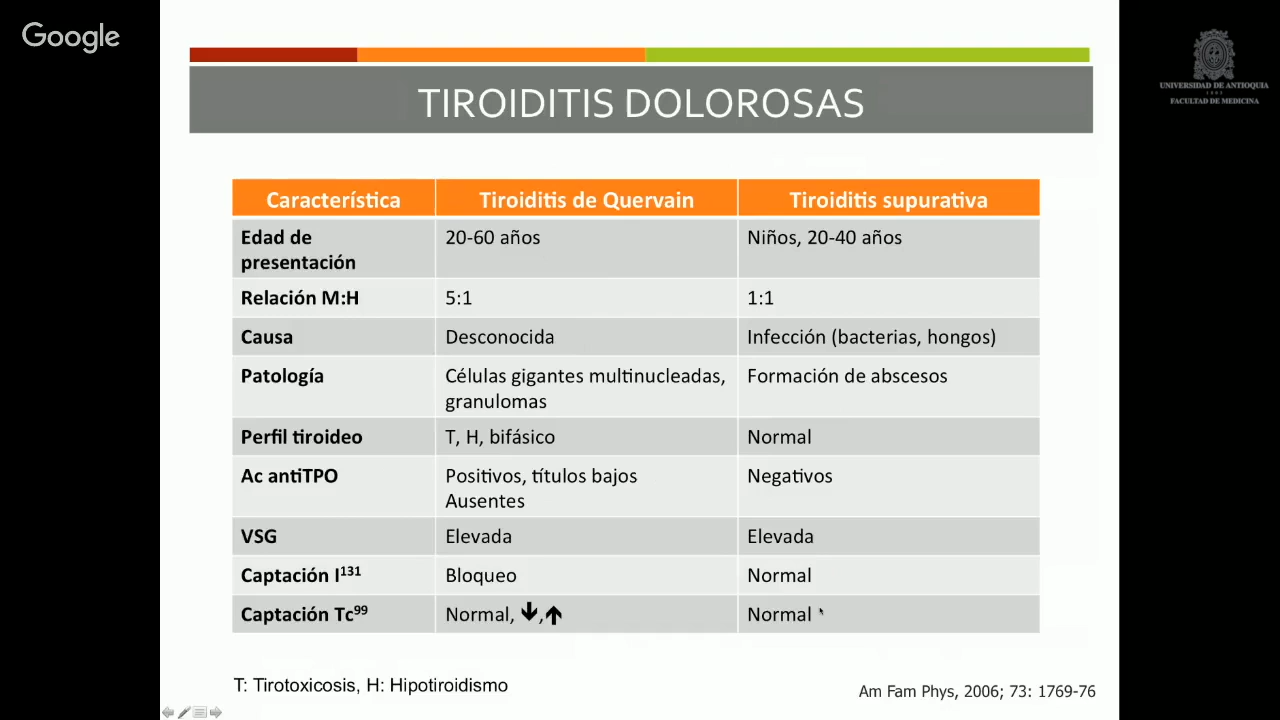 Google
UNIVERSIDAD DE ANTIOQUIA
1803
FACULTAD DE MEDICINA
TIROIDITIS DOLOROSAS
Característica Tiroiditis de Quervain Tiroiditis supurativa
Edad de presentación 20-60 años Niños, 20-40 años
Relación M:H 5:1 1:1
Causa Desconocida Infección (bacterias, hongos)
Patología Células gigantes multinucleadas, granulomas Formación de abscesos
Perfil tiroideo T, H, bifásico Normal
Ac antiTPO Positivos, títulos bajos Ausentes Negativos
VSG Elevada Elevada
Captación I131 Bloqueo Normal
Captación Tc99 Normal, ↓,↑ Normal
T: Tirotoxicosis, H: Hipotiroidismo
Am Fam Phys, 2006; 73: 1769-76